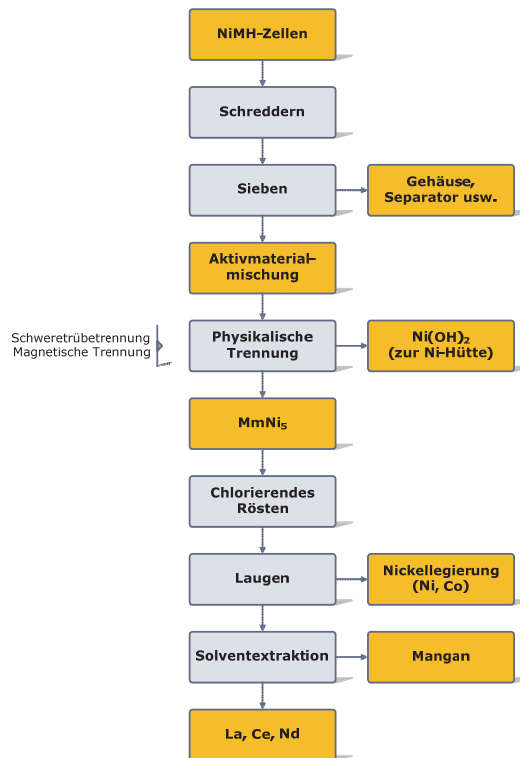 NiMH–Zellen
Schreddern
Sieben
Gehäuse,
Separator usw.
Aktivmaterial–
mischung
Schweretrübetrennung
Magnetische Trennung
Physikalische
Trennung
Ni(OH)₂
(zur Ni–Hütte)
MmNi₅
Chlorierendes
Rösten
Laugen
Nickellegierung
(Ni, Co)
Solventextraktion
Mangan
La, Ce, Nd